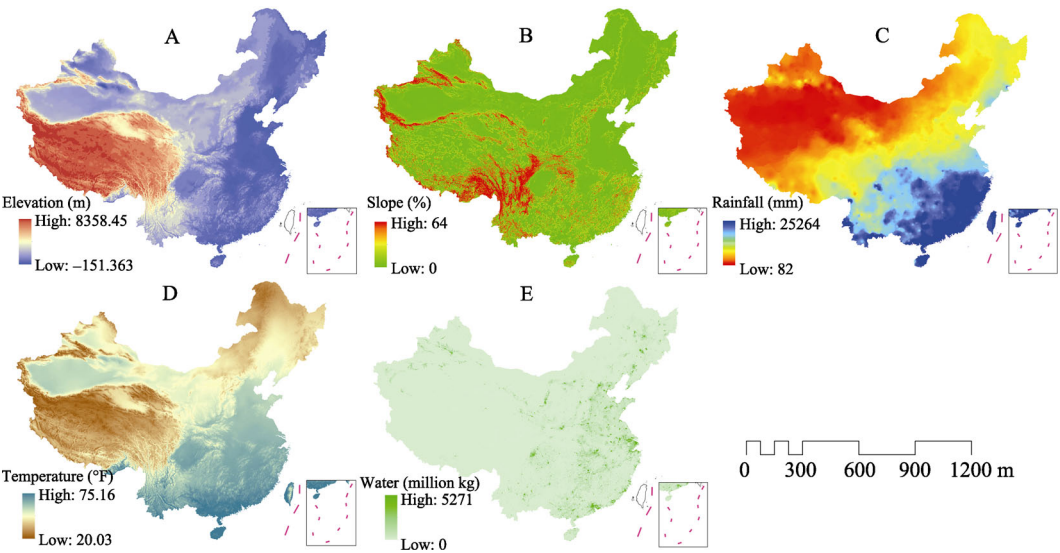 A
B
C
Elevation (m)
High: 8358.45
Low: −151.363
Slope (%)
High: 64
Low: 0
Rainfall (mm)
High: 25264
Low: 82
D
E
Temperature (°F)
High: 75.16
Low: 20.03
Water (million kg)
High: 5271
Low: 0
0 300 600 900 1200 m